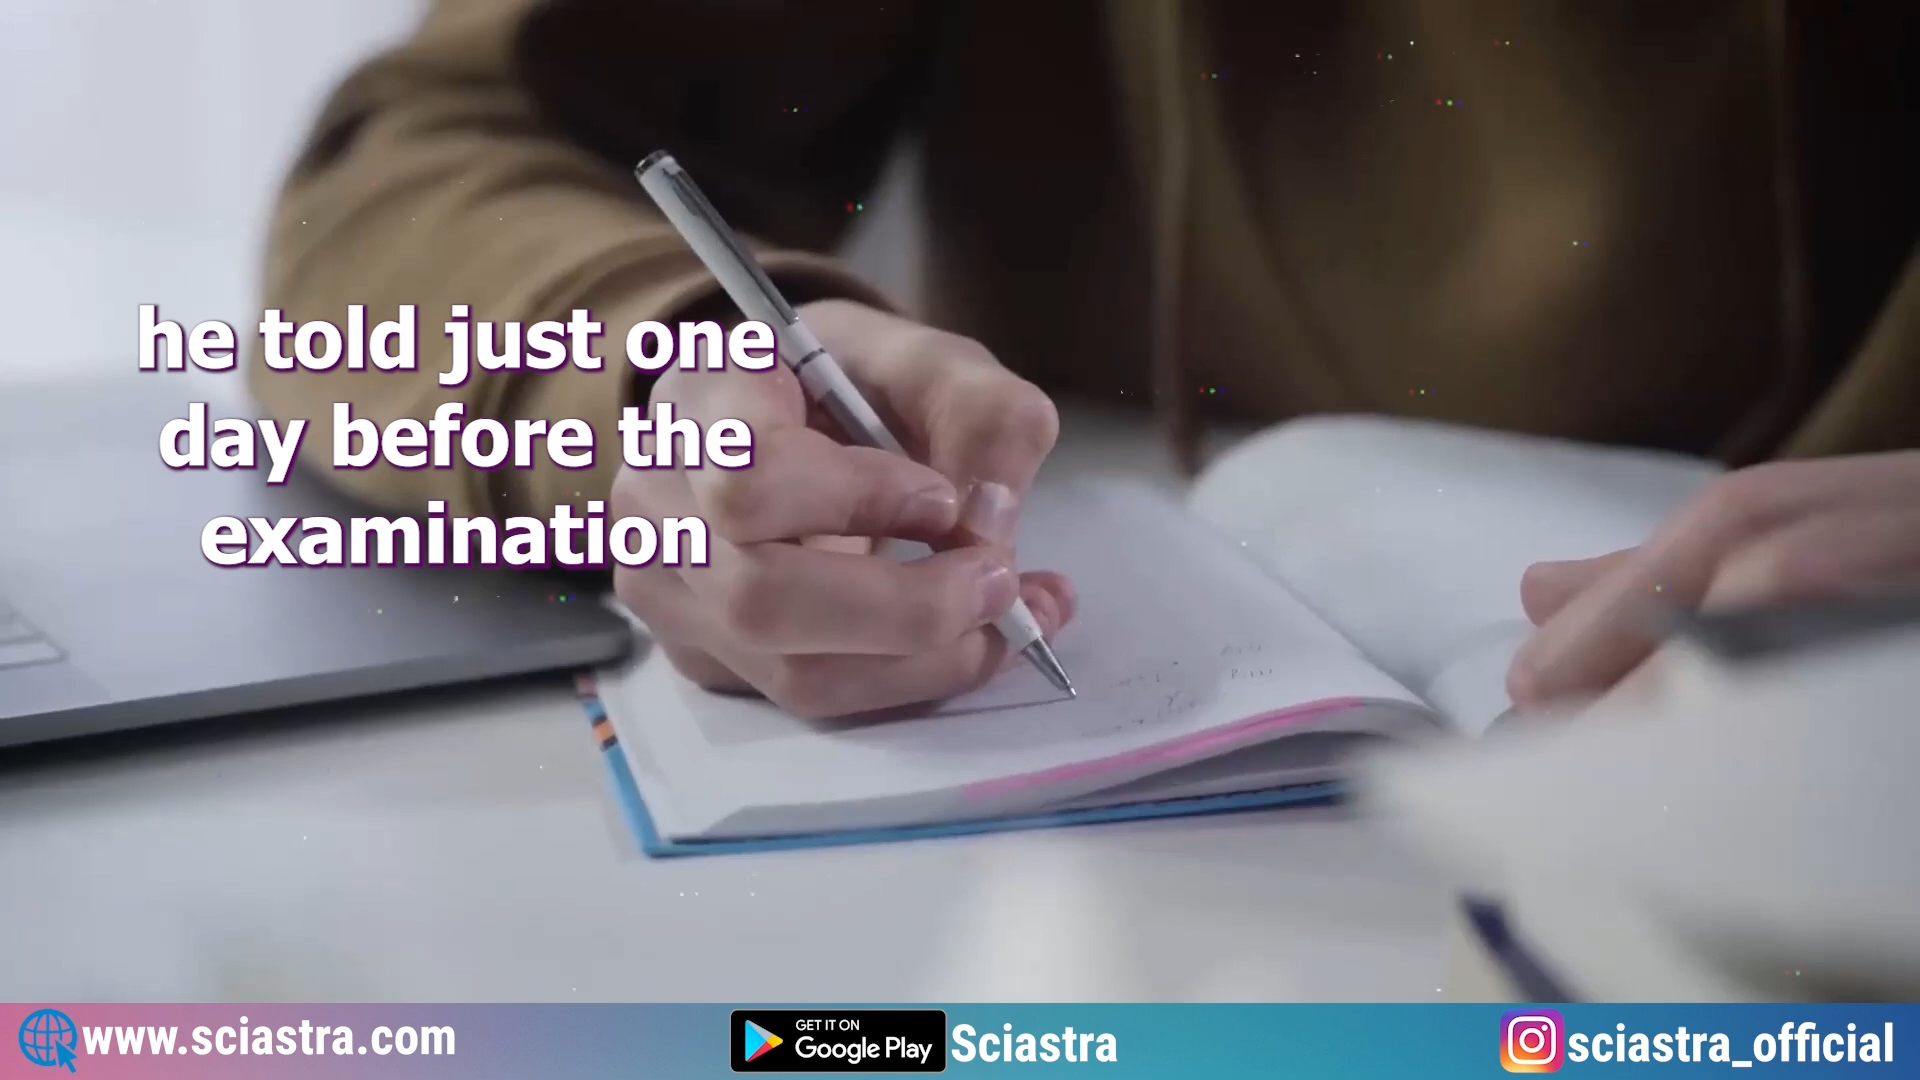 he told just one
day before the
examination
www.sciastra.com
GET IT ON
Google Play
Sciastra
sciastra_official